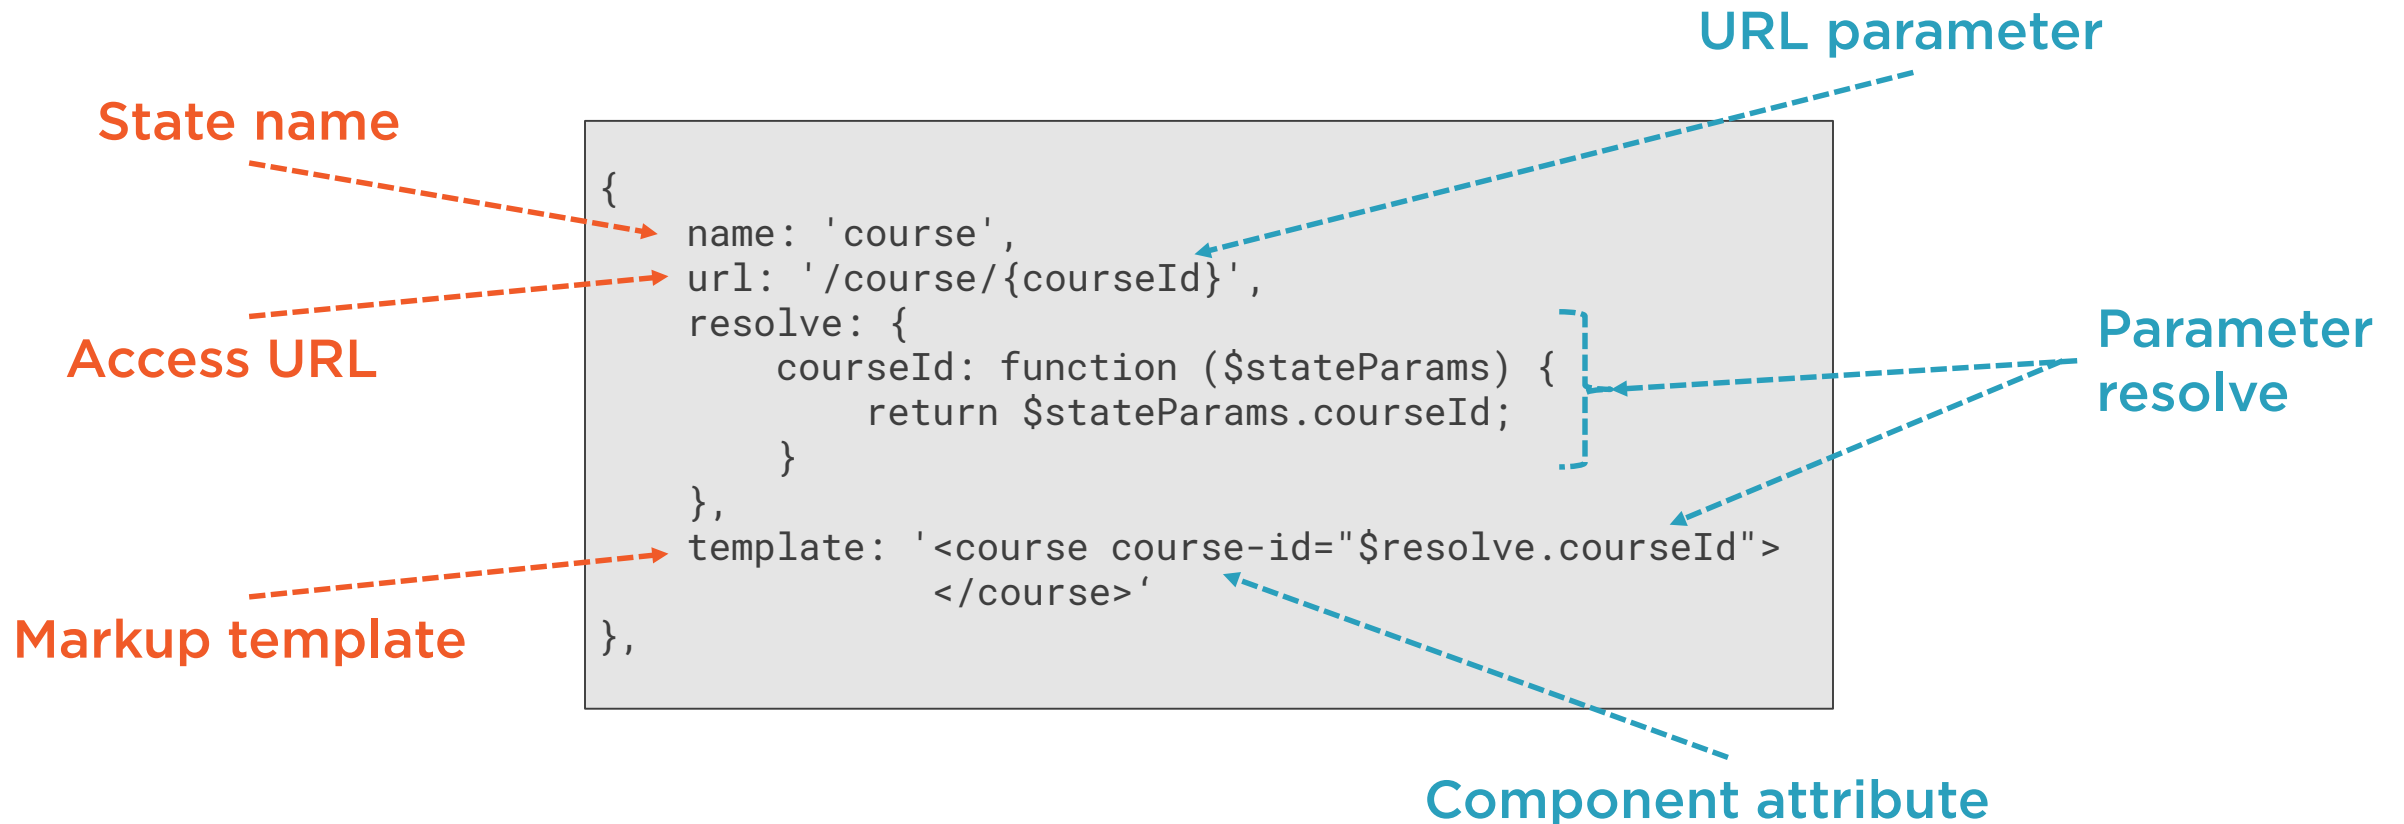 URL parameter
State name
{
name: 'course',
url: '/course/{courseId}',
resolve: {
courseId: function ($stateParams) {
return $stateParams.courseId;
}
},
template: '<course course-id="$resolve.courseId">
</course>‘
},
Access URL
Parameter
resolve
Markup template
Component attribute